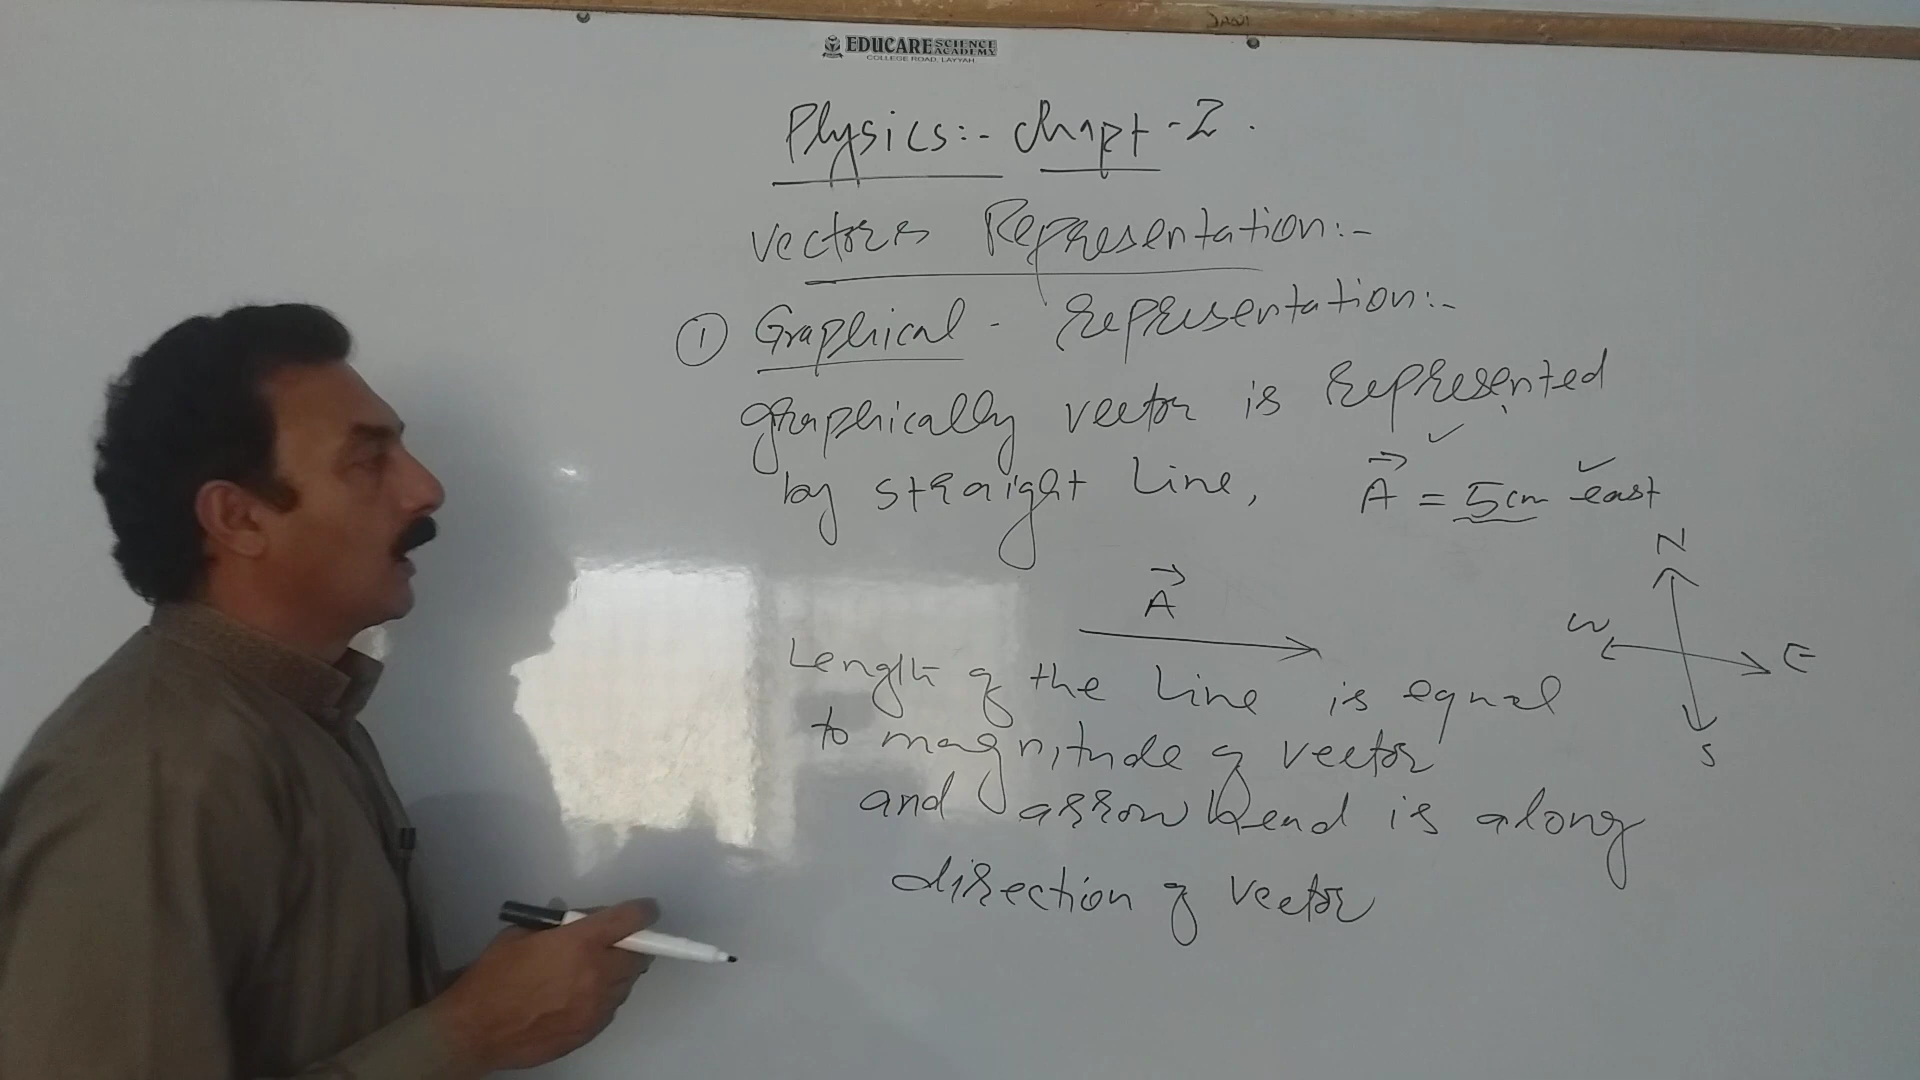 EDUCARE SCIENCE ACADEMY
COLLEGE ROAD, LAYYAH.
Physics:- Chapt-2.
vectors Representation:-
① Graphical - representation:-
graphically vector is represented
by straight Line, A⃗ = 5cm east
N
A⃗
W E
S
Length of the Line is equal
to magnitude of vector
and arrow head is along
direction of vector